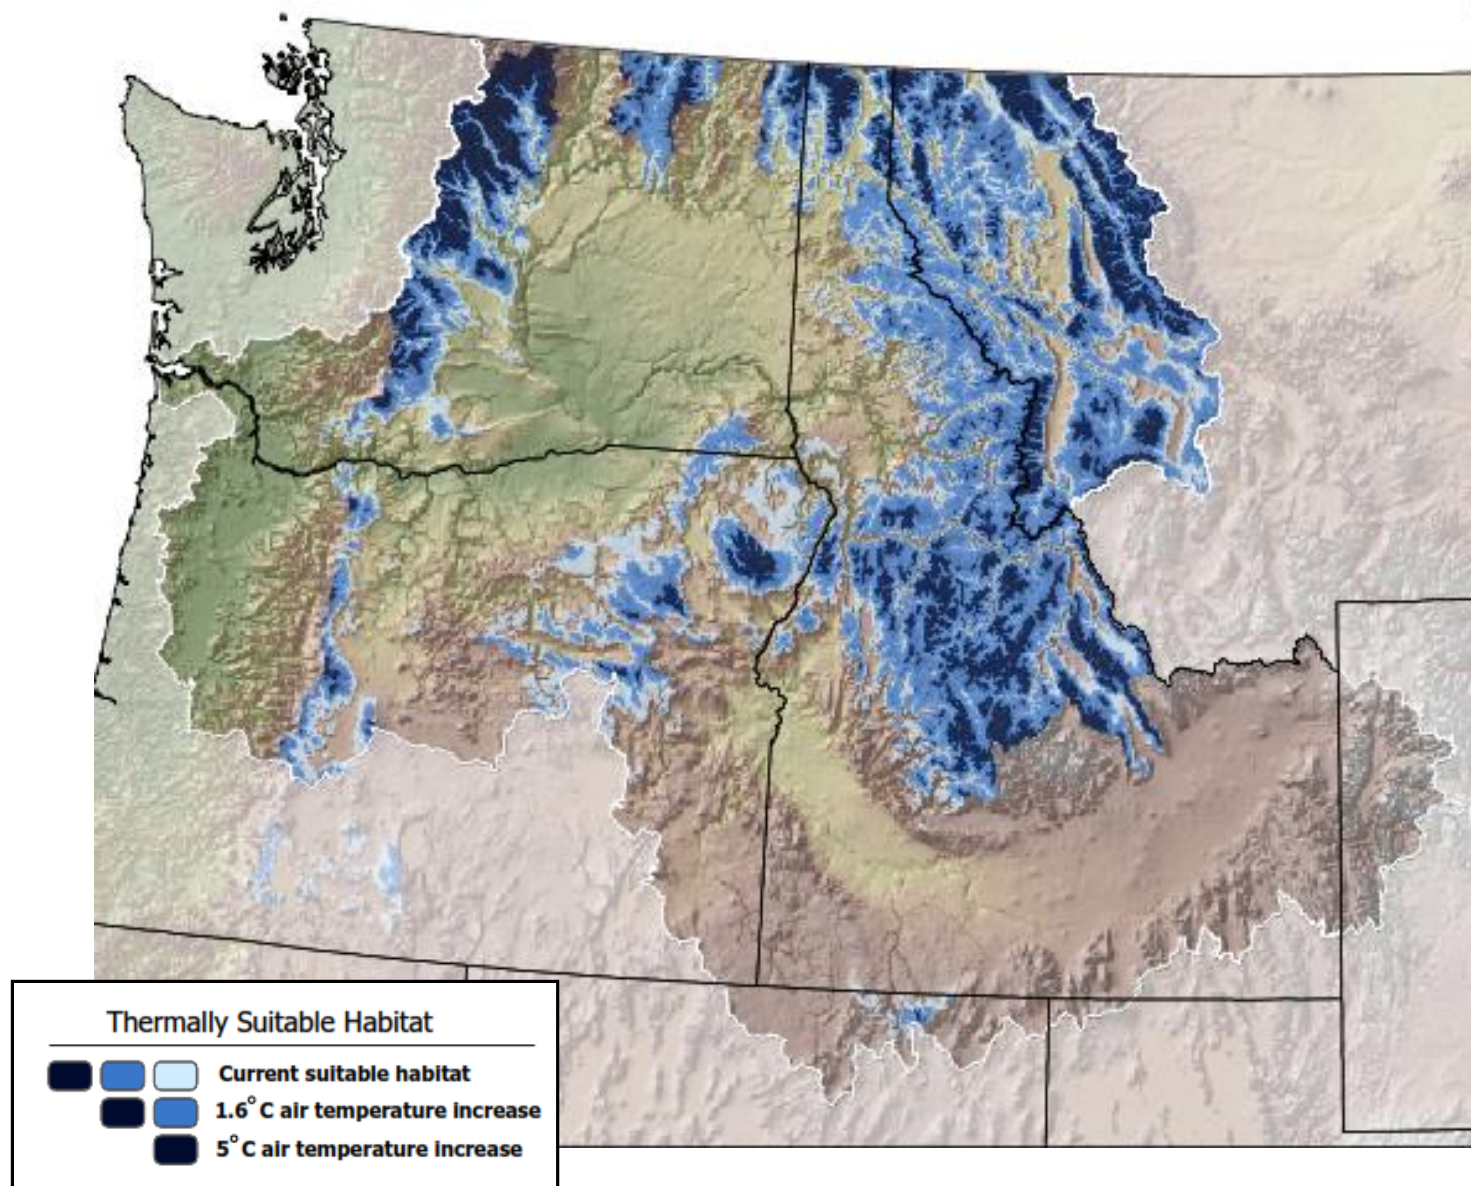 Thermally Suitable Habitat
Current suitable habitat
1.6°C air temperature increase
5°C air temperature increase